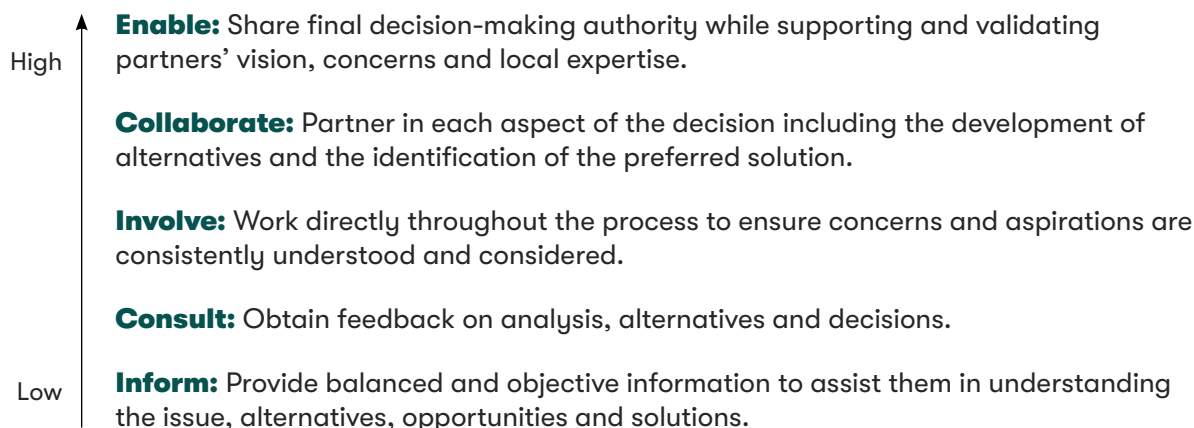 Enable: Share final decision-making authority while supporting and validating
High
partners’ vision, concerns and local expertise.
Collaborate: Partner in each aspect of the decision including the development of
alternatives and the identification of the preferred solution.
Involve: Work directly throughout the process to ensure concerns and aspirations are
consistently understood and considered.
Consult: Obtain feedback on analysis, alternatives and decisions.
Low
Inform: Provide balanced and objective information to assist them in understanding
the issue, alternatives, opportunities and solutions.